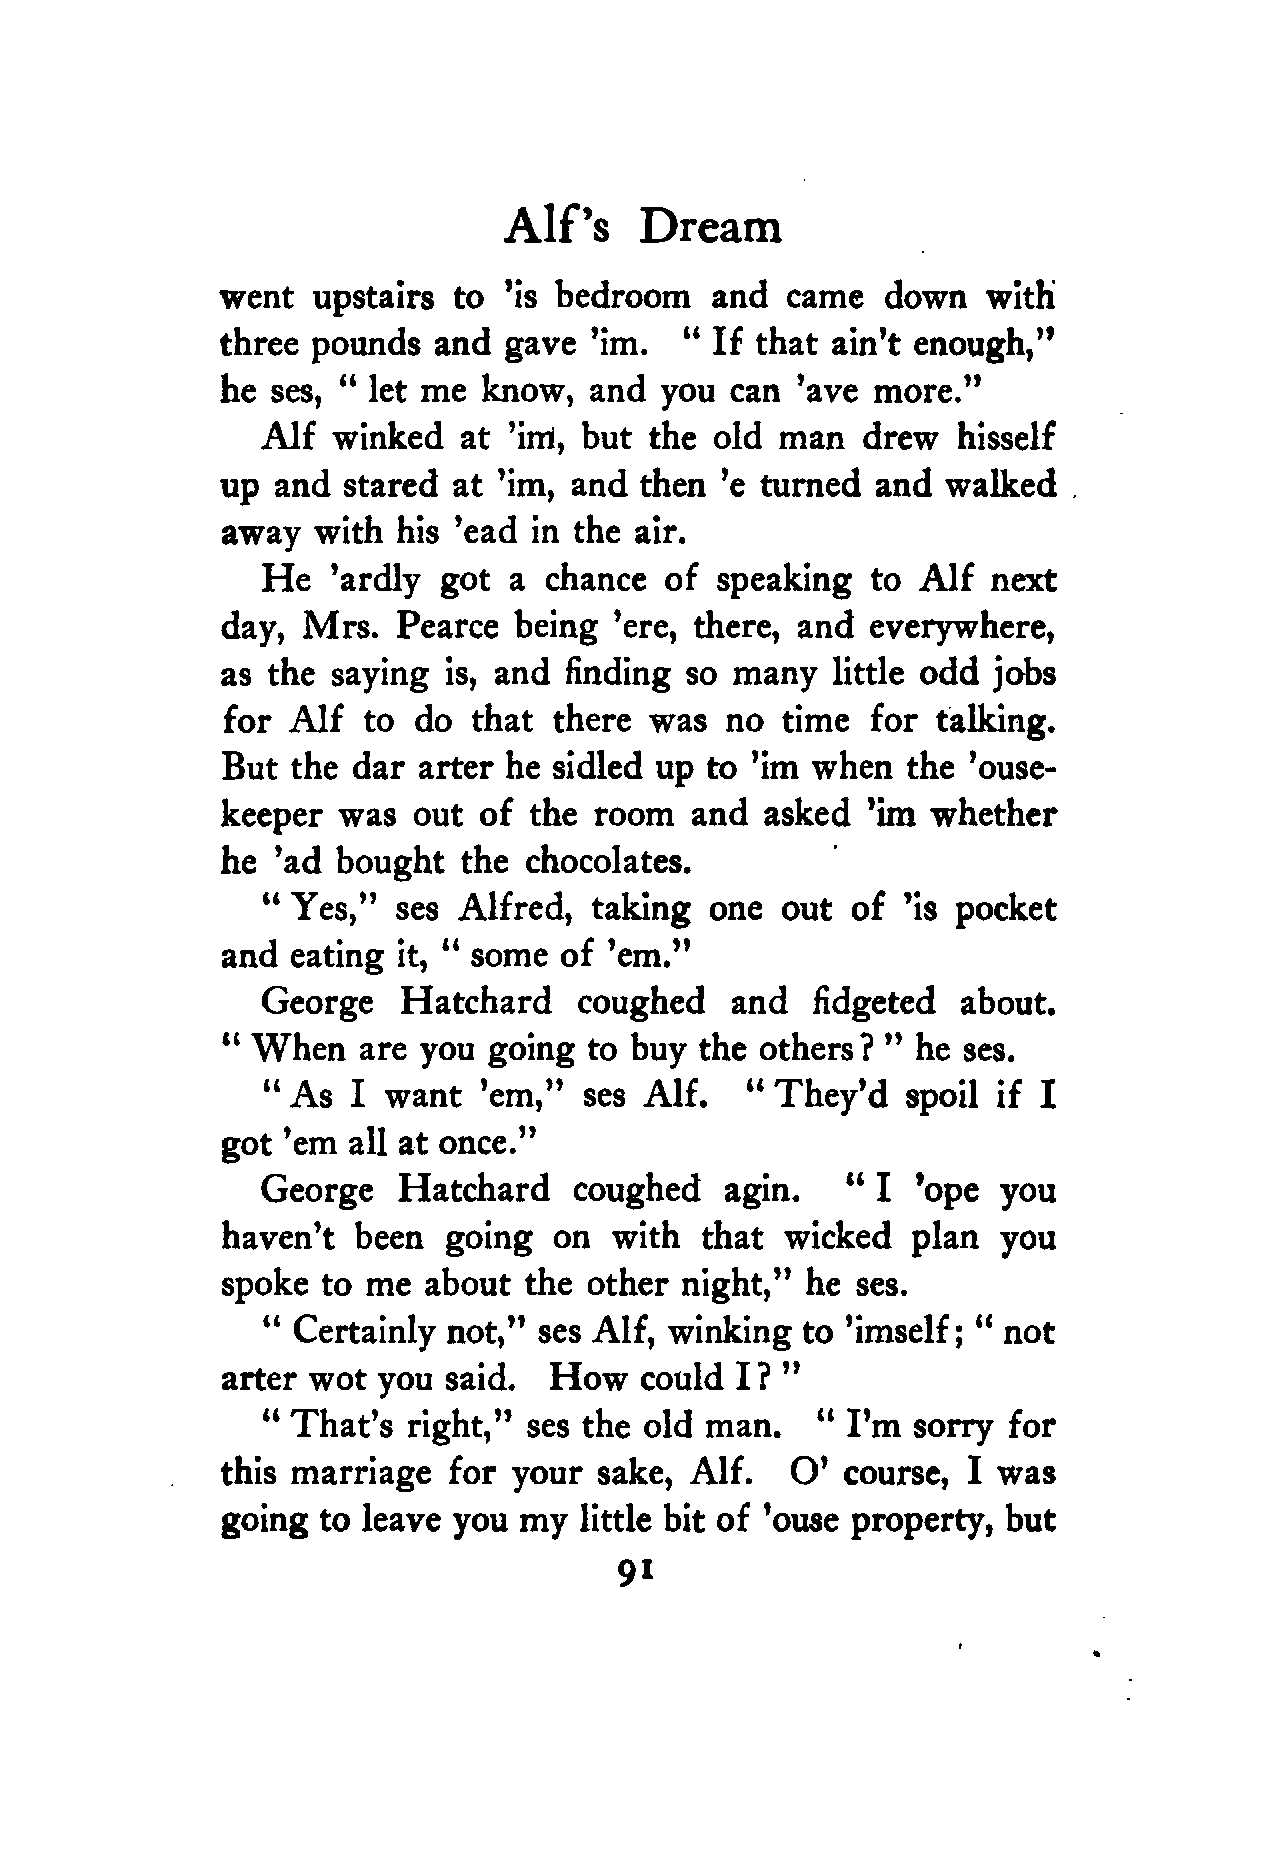 Alf's Dream
went upstairs to 'is bedroom and came down with
three pounds and gave 'im. " If that ain't enough,"
he ses, " let me know, and you can 'ave more."
Alf winked at 'im, but the old man drew hisself
up and stared at 'im, and then 'e turned and walked
away with his 'ead in the air.
He 'ardly got a chance of speaking to Alf next
day, Mrs. Pearce being 'ere, there, and everywhere,
as the saying is, and finding so many little odd jobs
for Alf to do that there was no time for talking.
But the dar arter he sidled up to 'im when the 'ouse-
keeper was out of the room and asked 'im whether
he 'ad bought the chocolates.
" Yes," ses Alfred, taking one out of 'is pocket
and eating it, " some of 'em."
George Hatchard coughed and fidgeted about.
" When are you going to buy the others? " he ses.
" As I want 'em," ses Alf. " They'd spoil if I
got 'em all at once."
George Hatchard coughed agin. " I 'ope you
haven't been going on with that wicked plan you
spoke to me about the other night," he ses.
" Certainly not," ses Alf, winking to 'imself; " not
arter wot you said. How could I? "
" That's right," ses the old man. " I'm sorry for
this marriage for your sake, Alf. O' course, I was
going to leave you my little bit of 'ouse property, but
91